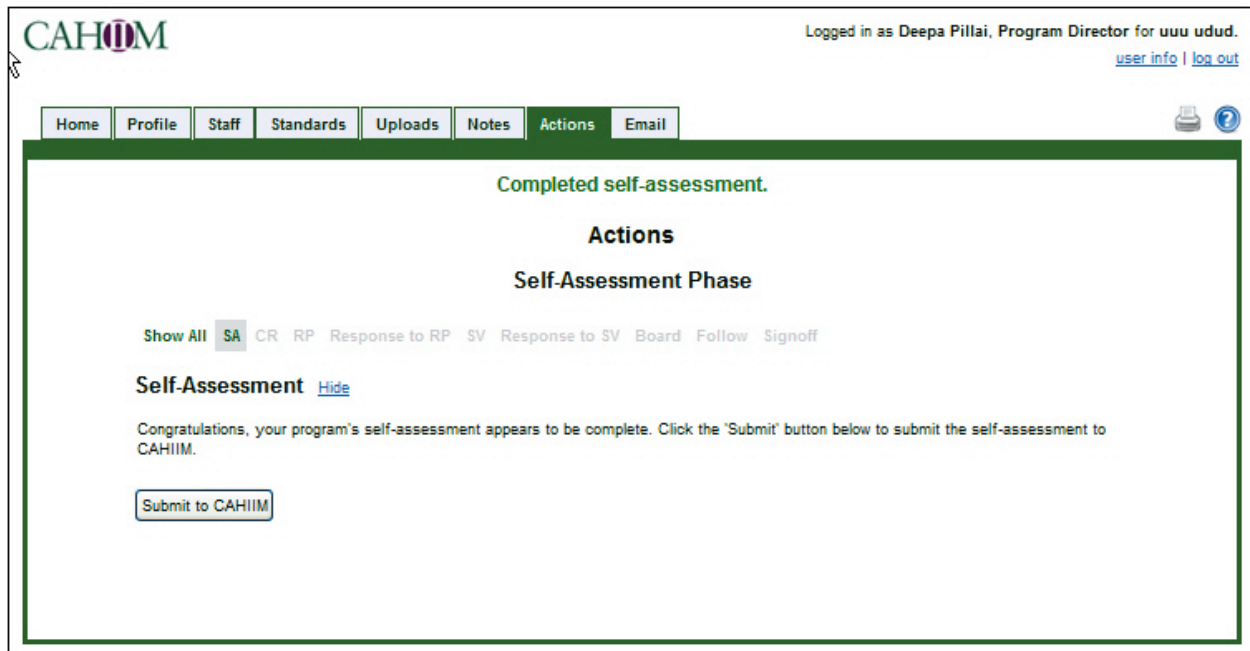 CAHIIM
Logged in as Deepa Pillai, Program Director for uuu udud.
user info | log out
Home Profile Staff Standards Uploads Notes Actions Email
Completed self-assessment.
Actions
Self-Assessment Phase
Show All SA CR RP Response to RP SV Response to SV Board Follow Signoff
Self-Assessment Hide
Congratulations, your program's self-assessment appears to be complete. Click the 'Submit' button below to submit the self-assessment to
CAHIIM.
Submit to CAHIIM